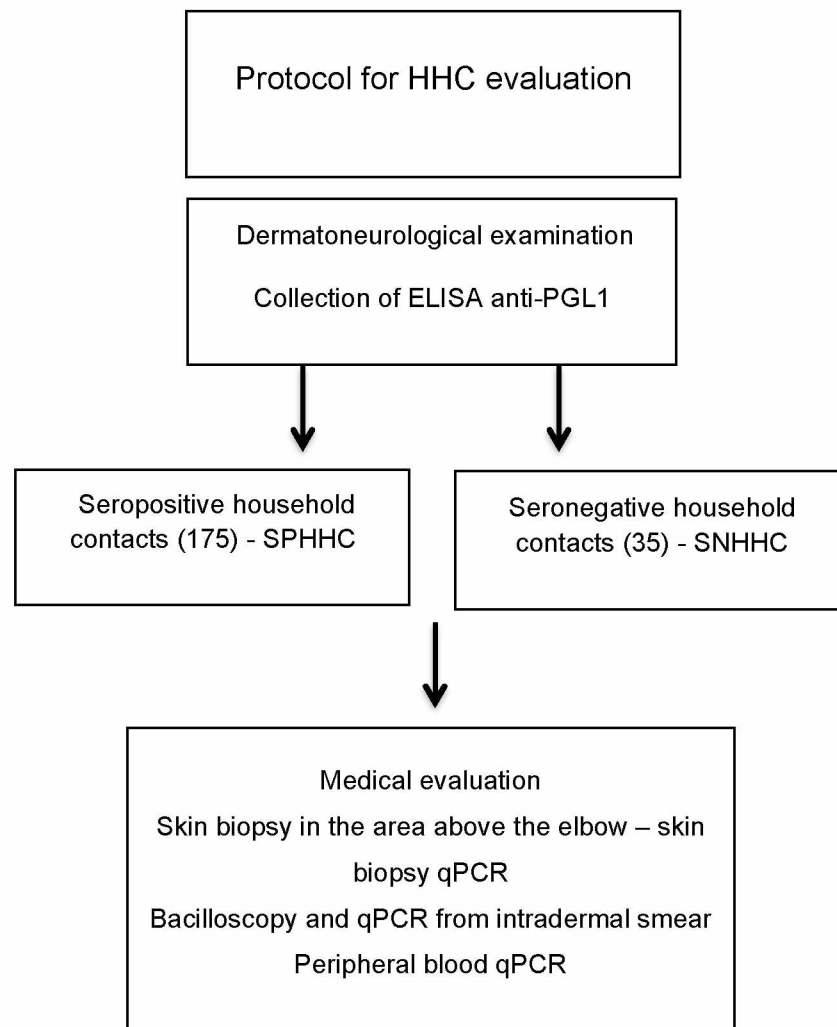 Protocol for HHC evaluation
Dermatoneurological examination
Collection of ELISA anti-PGL1
Seropositive household
contacts (175) - SPHHC
Seronegative household
contacts (35) - SNHHC
Medical evaluation
Skin biopsy in the area above the elbow – skin
biopsy qPCR
Bacilloscopy and qPCR from intradermal smear
Peripheral blood qPCR